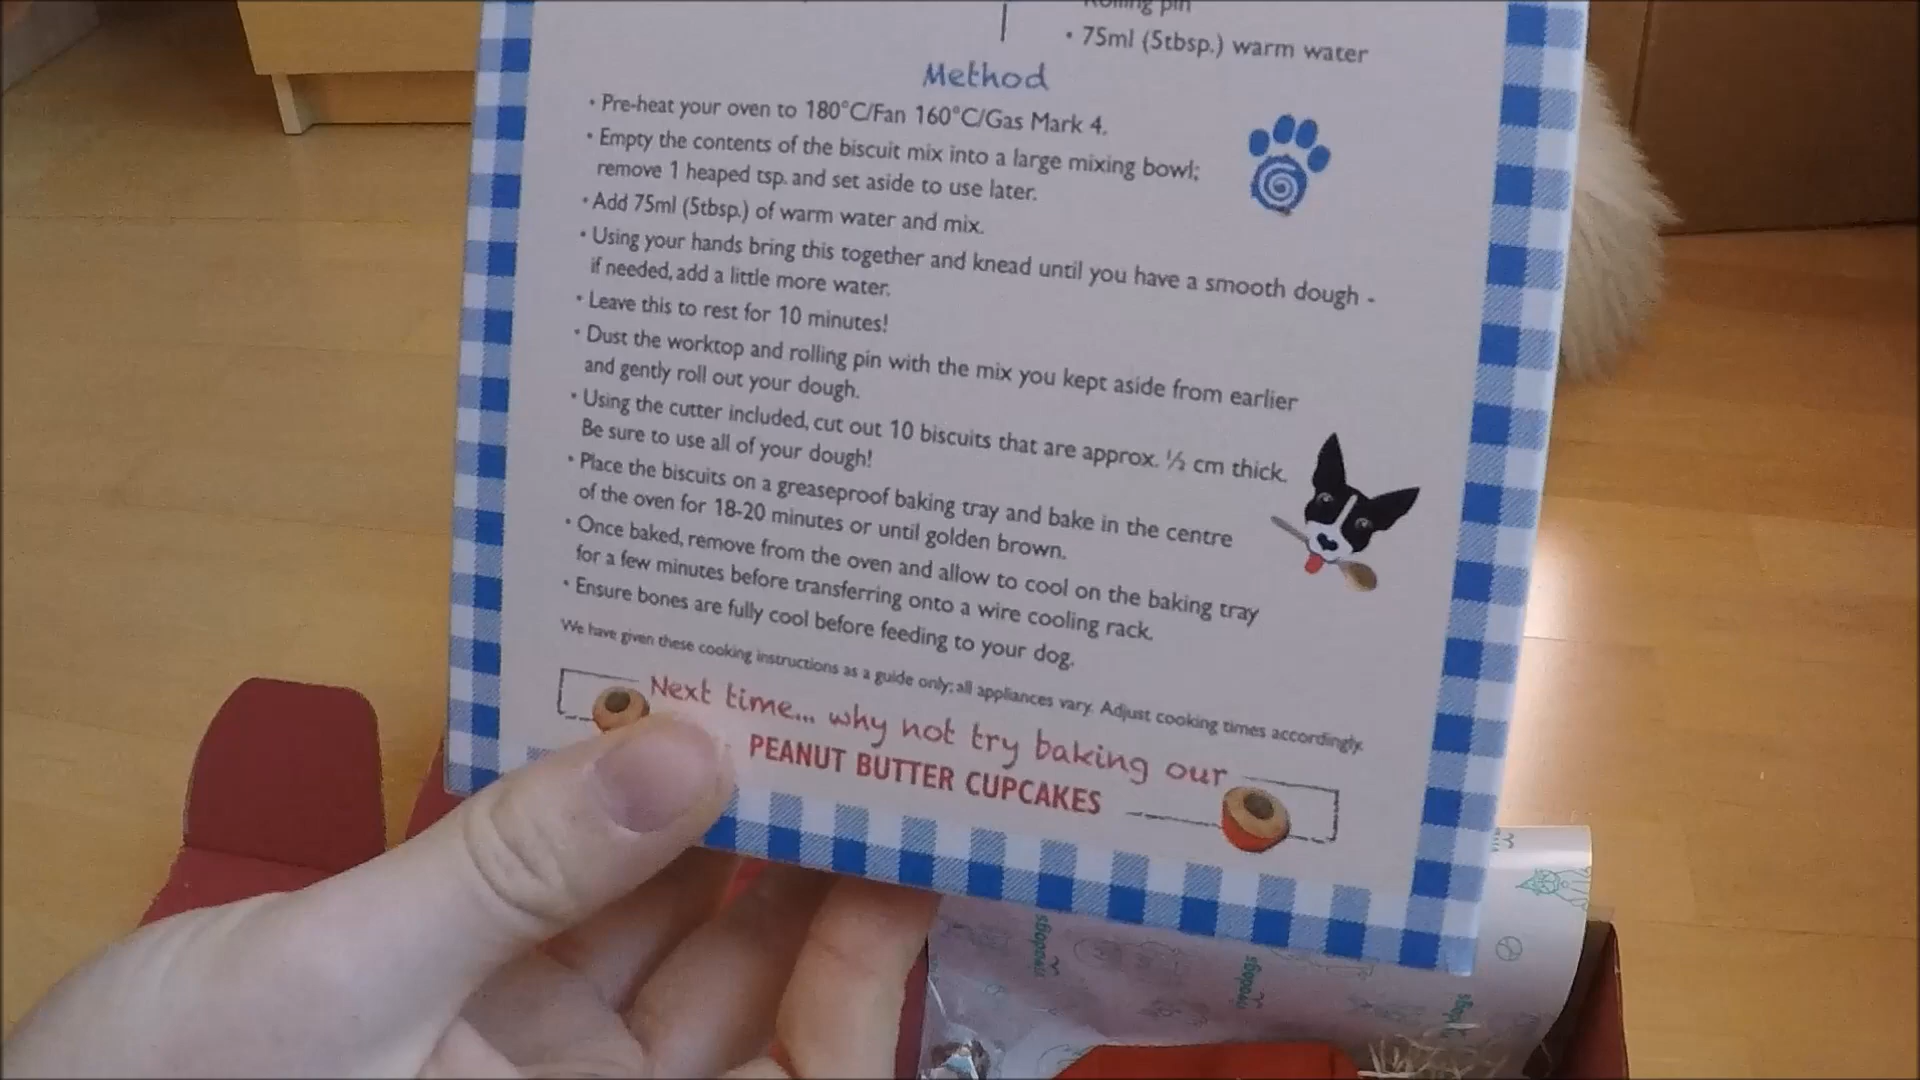 Rolling pin
• 75ml (5tbsp.) warm water
Method
• Pre-heat your oven to 180°C/Fan 160°C/Gas Mark 4.
• Empty the contents of the biscuit mix into a large mixing bowl;
remove 1 heaped tsp. and set aside to use later.
• Add 75ml (5tbsp.) of warm water and mix.
• Using your hands bring this together and knead until you have a smooth dough -
if needed, add a little more water.
• Leave this to rest for 10 minutes!
• Dust the worktop and rolling pin with the mix you kept aside from earlier
and gently roll out your dough.
• Using the cutter included, cut out 10 biscuits that are approx. ½ cm thick.
Be sure to use all of your dough!
• Place the biscuits on a greaseproof baking tray and bake in the centre
of the oven for 18-20 minutes or until golden brown.
• Once baked, remove from the oven and allow to cool on the baking tray
for a few minutes before transferring onto a wire cooling rack.
• Ensure bones are fully cool before feeding to your dog.
We have given these cooking instructions as a guide only; all appliances vary. Adjust cooking times accordingly.
Next time... why not try baking our
PEANUT BUTTER CUPCAKES